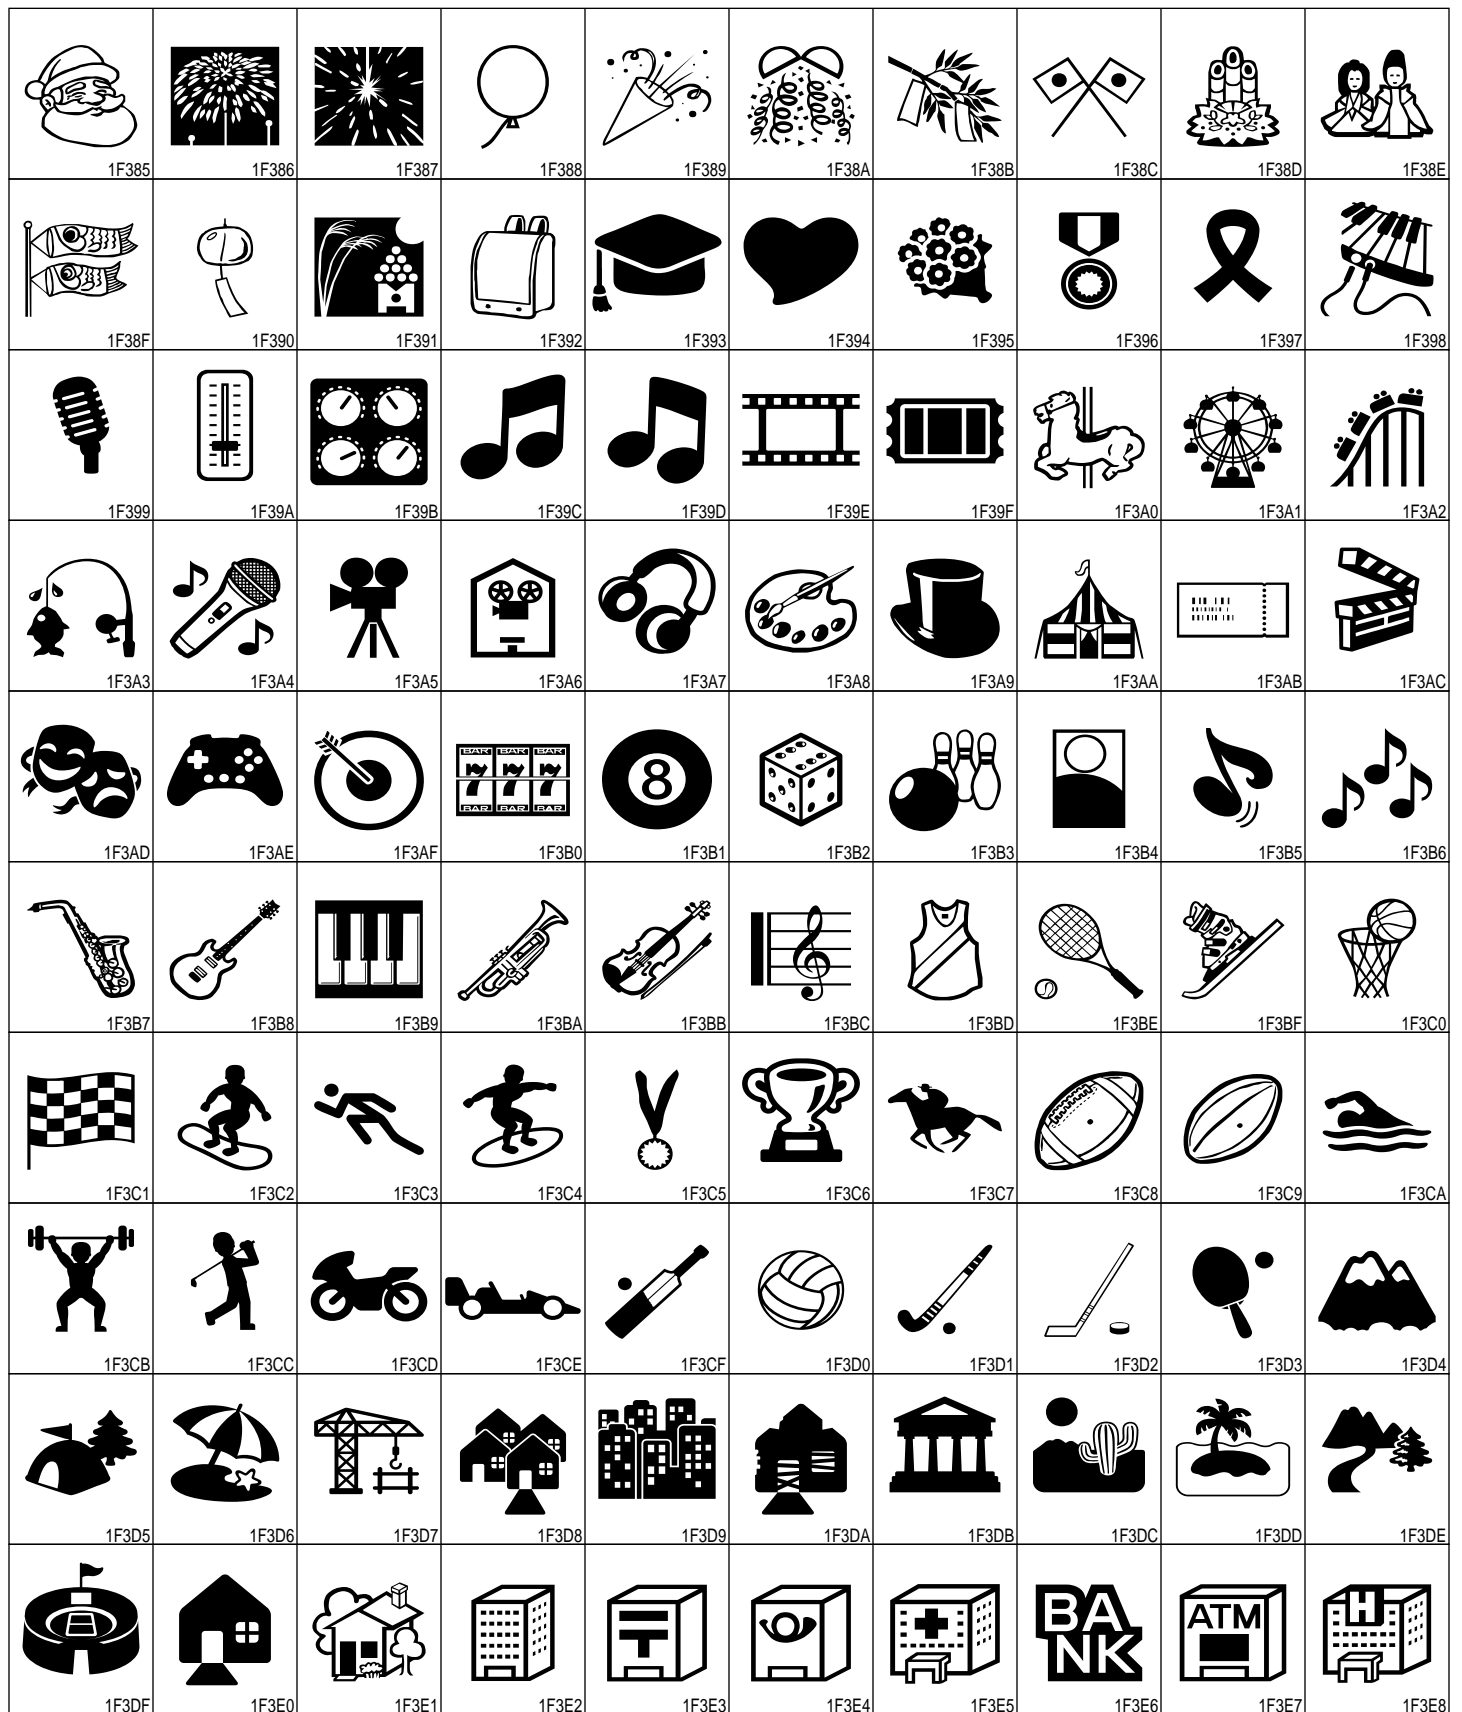 1F385 1F386 1F387 1F388 1F389 1F38A 1F38B 1F38C 1F38D 1F38E
1F38F 1F390 1F391 1F392 1F393 1F394 1F395 1F396 1F397 1F398
1F399 1F39A 1F39B 1F39C 1F39D 1F39E 1F39F 1F3A0 1F3A1 1F3A2
1F3A3 1F3A4 1F3A5 1F3A6 1F3A7 1F3A8 1F3A9 1F3AA 1F3AB 1F3AC
BAR BAR BAR
7 7 7 8
BAR BAR BAR
1F3AD 1F3AE 1F3AF 1F3B0 1F3B1 1F3B2 1F3B3 1F3B4 1F3B5 1F3B6
1F3B7 1F3B8 1F3B9 1F3BA 1F3BB 1F3BC 1F3BD 1F3BE 1F3BF 1F3C0
1F3C1 1F3C2 1F3C3 1F3C4 1F3C5 1F3C6 1F3C7 1F3C8 1F3C9 1F3CA
1F3CB 1F3CC 1F3CD 1F3CE 1F3CF 1F3D0 1F3D1 1F3D2 1F3D3 1F3D4
1F3D5 1F3D6 1F3D7 1F3D8 1F3D9 1F3DA 1F3DB 1F3DC 1F3DD 1F3DE
BA ATM H
NK
1F3DF 1F3E0 1F3E1 1F3E2 1F3E3 1F3E4 1F3E5 1F3E6 1F3E7 1F3E8